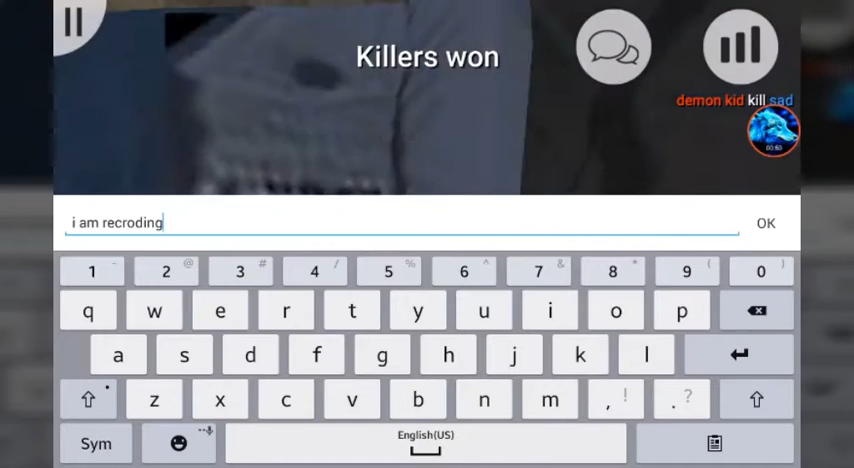 Killers won
demon kid kill sad
00:50
i am recroding
OK
1 - 2 @ 3 # 4 / 5 % 6 ^ 7 & 8 * 9 ( 0 )
q w e r t y u i o p
a s d f g h j k l
z x c v b n m , ! . ?
Sym English(US)